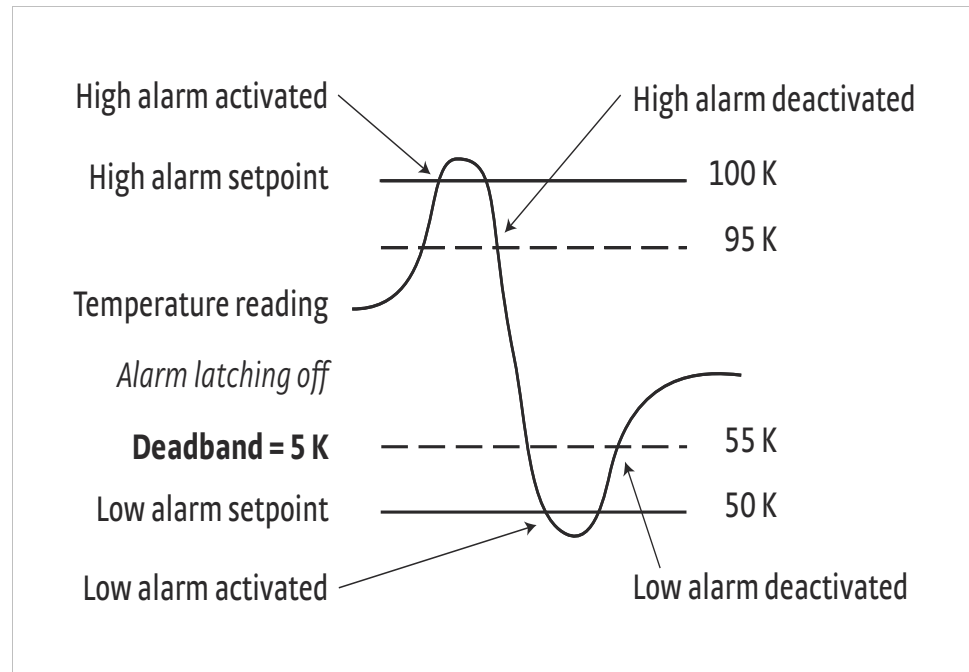 High alarm activated
High alarm deactivated
High alarm setpoint
100 K
95 K
Temperature reading
Alarm latching off
Deadband = 5 K
55 K
Low alarm setpoint
50 K
Low alarm activated
Low alarm deactivated